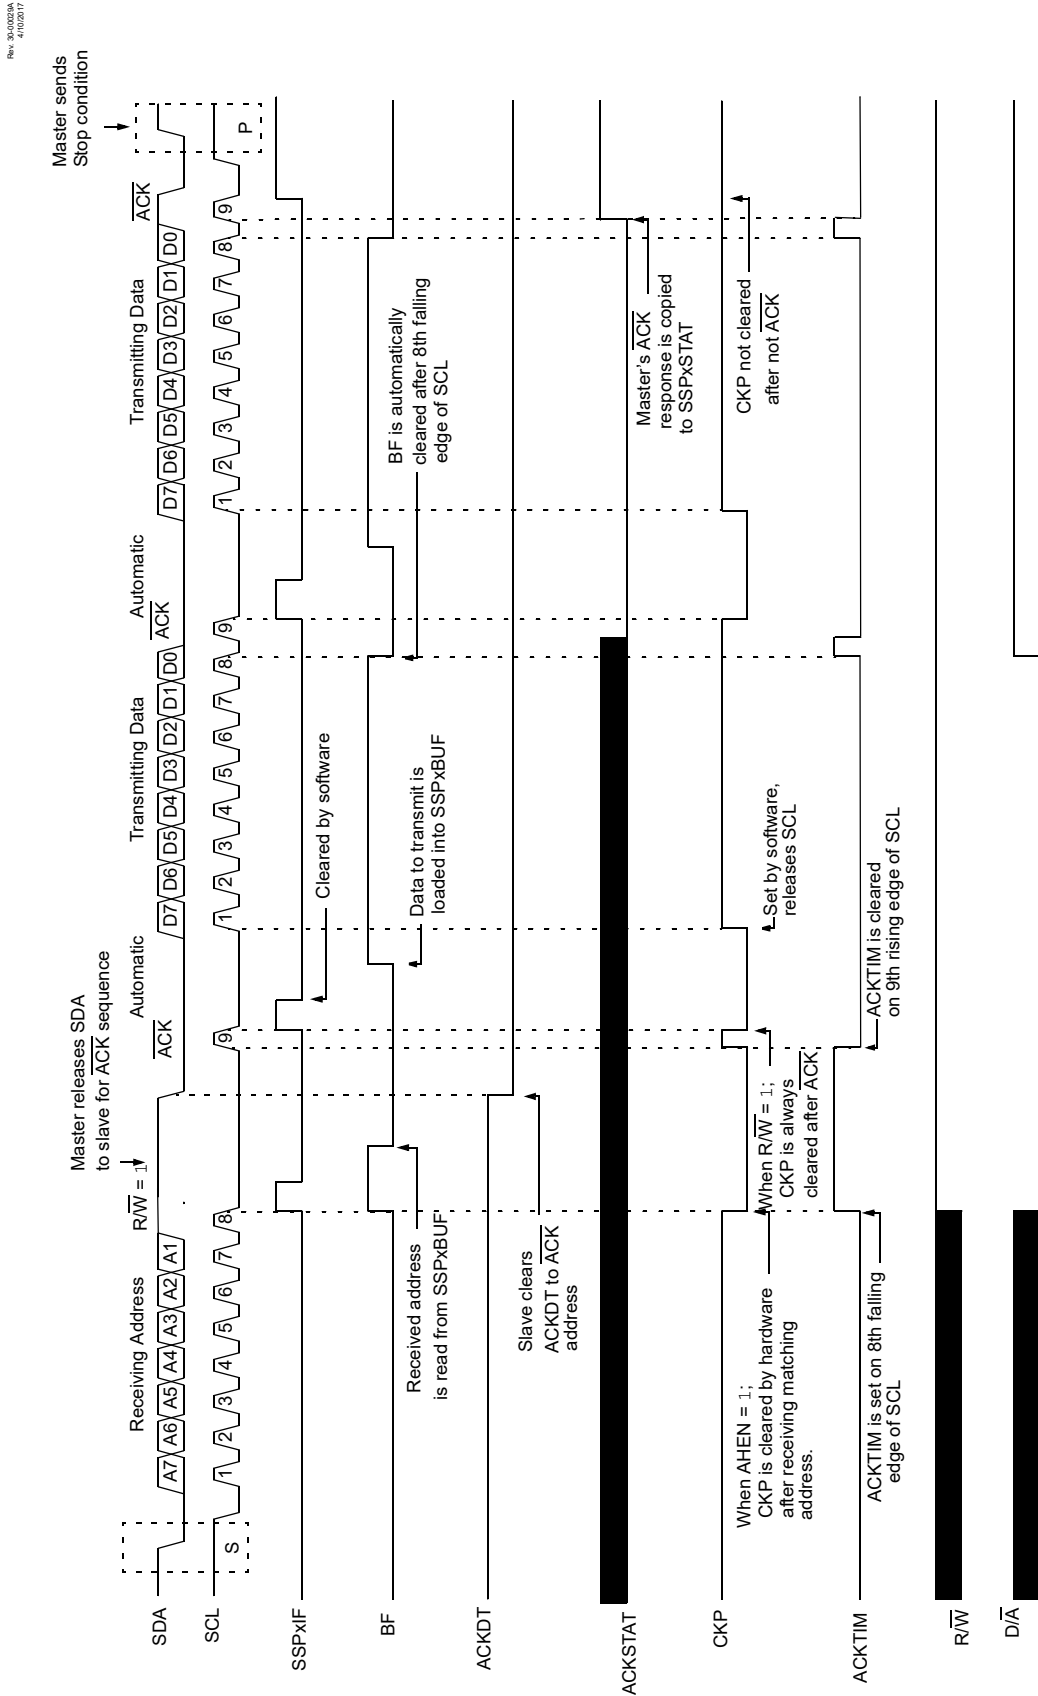 Rev. 30-00029A
4/10/2017
Master sends
Stop condition
Master releases SDA
to slave for ACK sequence
Receiving Address
R/W = 1
Automatic
ACK
Transmitting Data
Automatic
ACK
Transmitting Data
ACK
SDA
A7 A6 A5 A4 A3 A2 A1
D7 D6 D5 D4 D3 D2 D1 D0
D7 D6 D5 D4 D3 D2 D1 D0
SCL
S
1 2 3 4 5 6 7 8 9
1 2 3 4 5 6 7 8 9
1 2 3 4 5 6 7 8 9
P
SSPxIF
Cleared by software
BF
Received address
is read from SSPxBUF
Data to transmit is
loaded into SSPxBUF
BF is automatically
cleared after 8th falling
edge of SCL
ACKDT
Slave clears
ACKDT to ACK
address
ACKSTAT
Master's ACK
response is copied
to SSPxSTAT
CKP
When AHEN = 1;
CKP is cleared by hardware
after receiving matching
address.
When R/W = 1;
CKP is always
cleared after ACK
Set by software,
releases SCL
CKP not cleared
after not ACK
ACKTIM
ACKTIM is set on 8th falling
edge of SCL
ACKTIM is cleared
on 9th rising edge of SCL
R/W
D/A